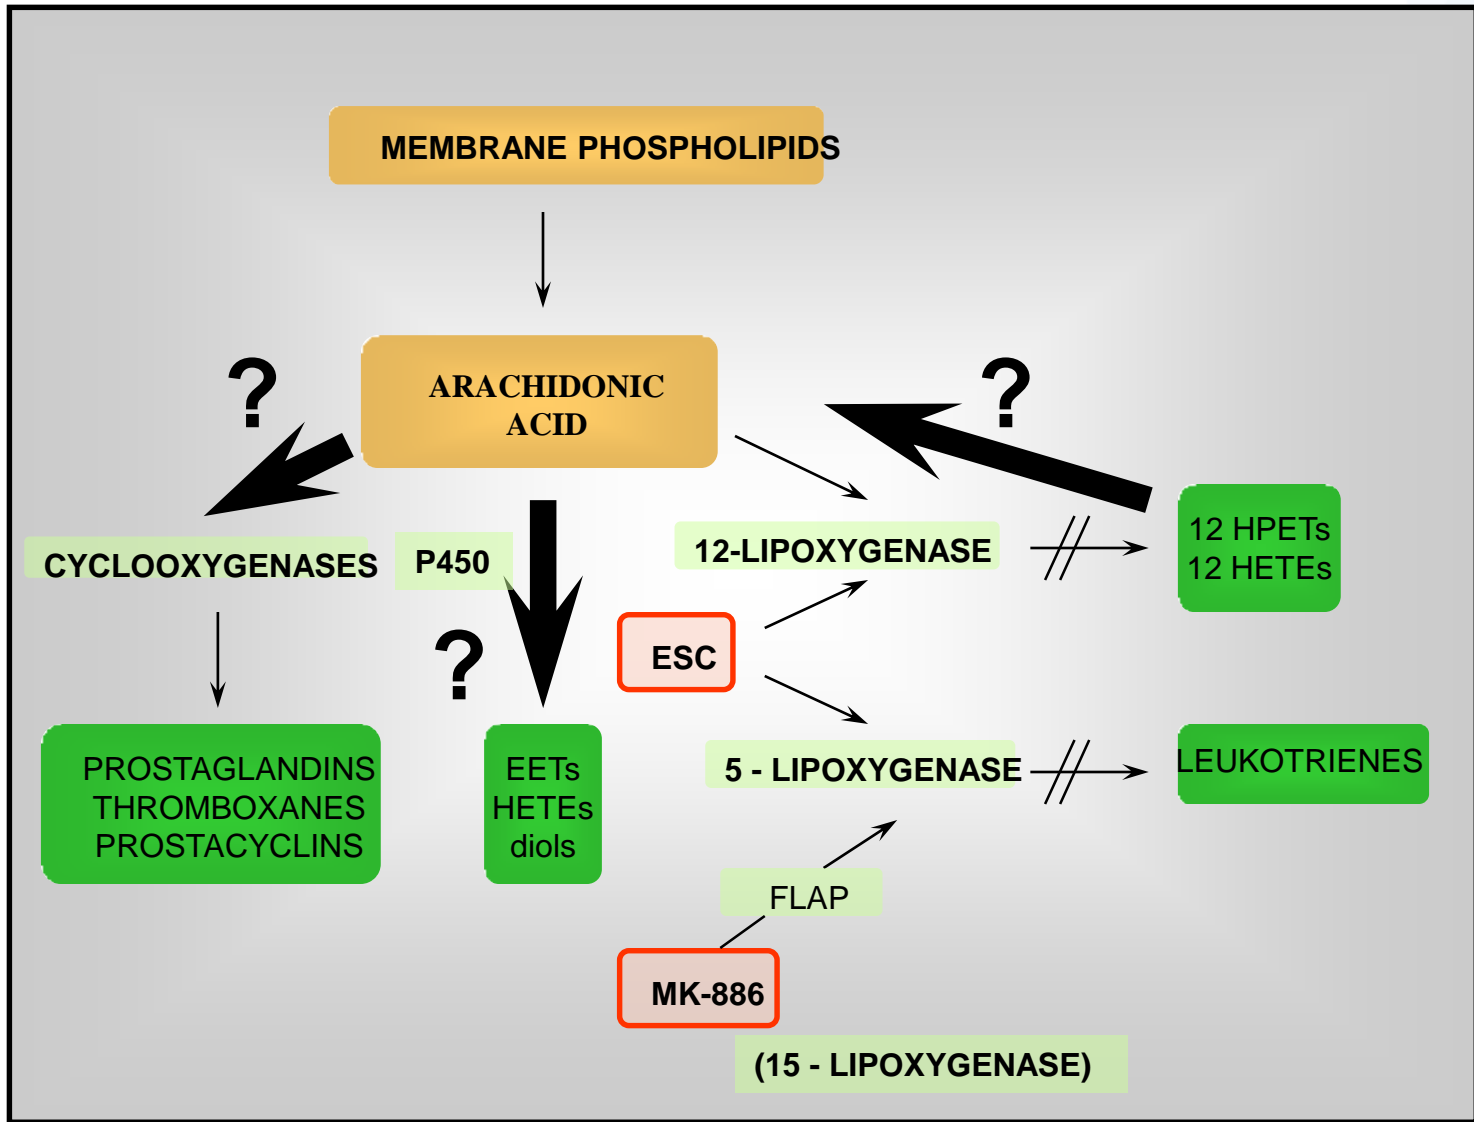 MEMBRANE PHOSPHOLIPIDS
?
ARACHIDONIC
ACID
?
CYCLOOXYGENASES
P450
12-LIPOXYGENASE
12 HPETs
12 HETEs
?
ESC
PROSTAGLANDINS
THROMBOXANES
PROSTACYCLINS
EETs
HETEs
diols
5 - LIPOXYGENASE
LEUKOTRIENES
FLAP
MK-886
(15 - LIPOXYGENASE)